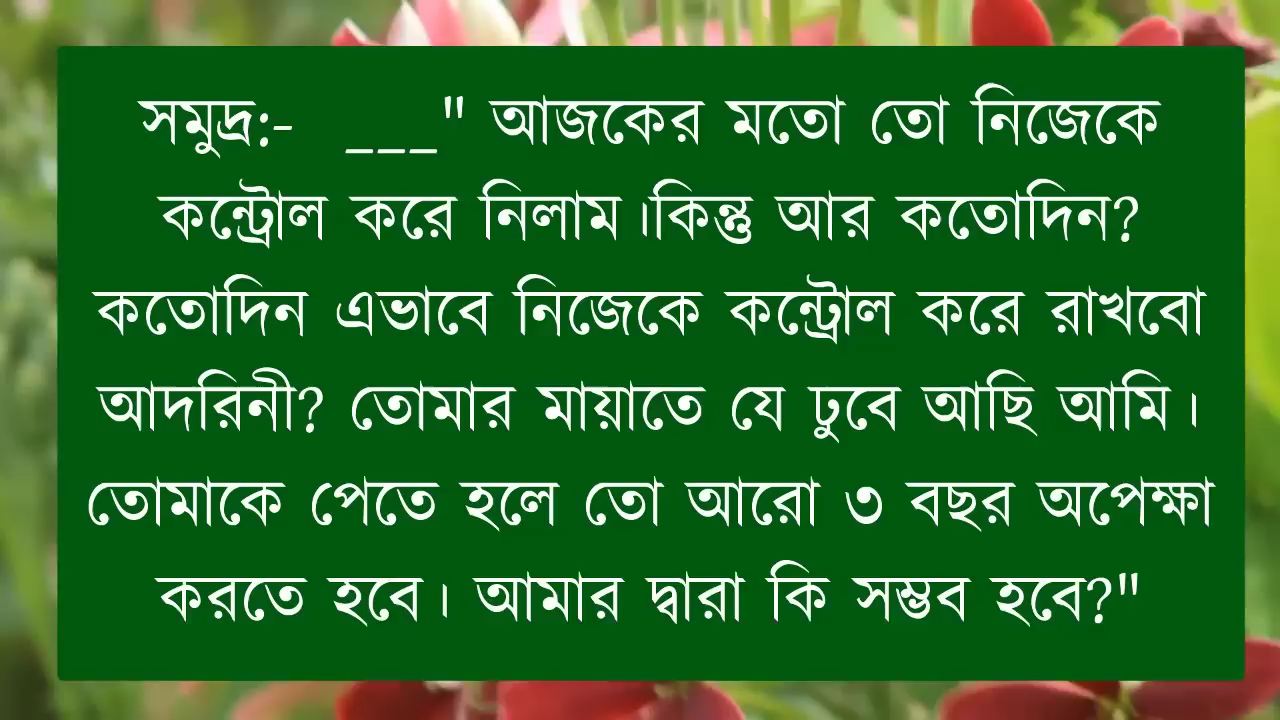 সমুদ্র:- ___" আজকের মতো তো নিজেকে
কন্ট্রোল করে নিলাম।কিন্তু আর কতোদিন?
কতোদিন এভাবে নিজেকে কন্ট্রোল করে রাখবো
আদরিনী? তোমার মায়াতে যে ঢুবে আছি আমি।
তোমাকে পেতে হলে তো আরো ৩ বছর অপেক্ষা
করতে হবে। আমার দ্বারা কি সম্ভব হবে?"